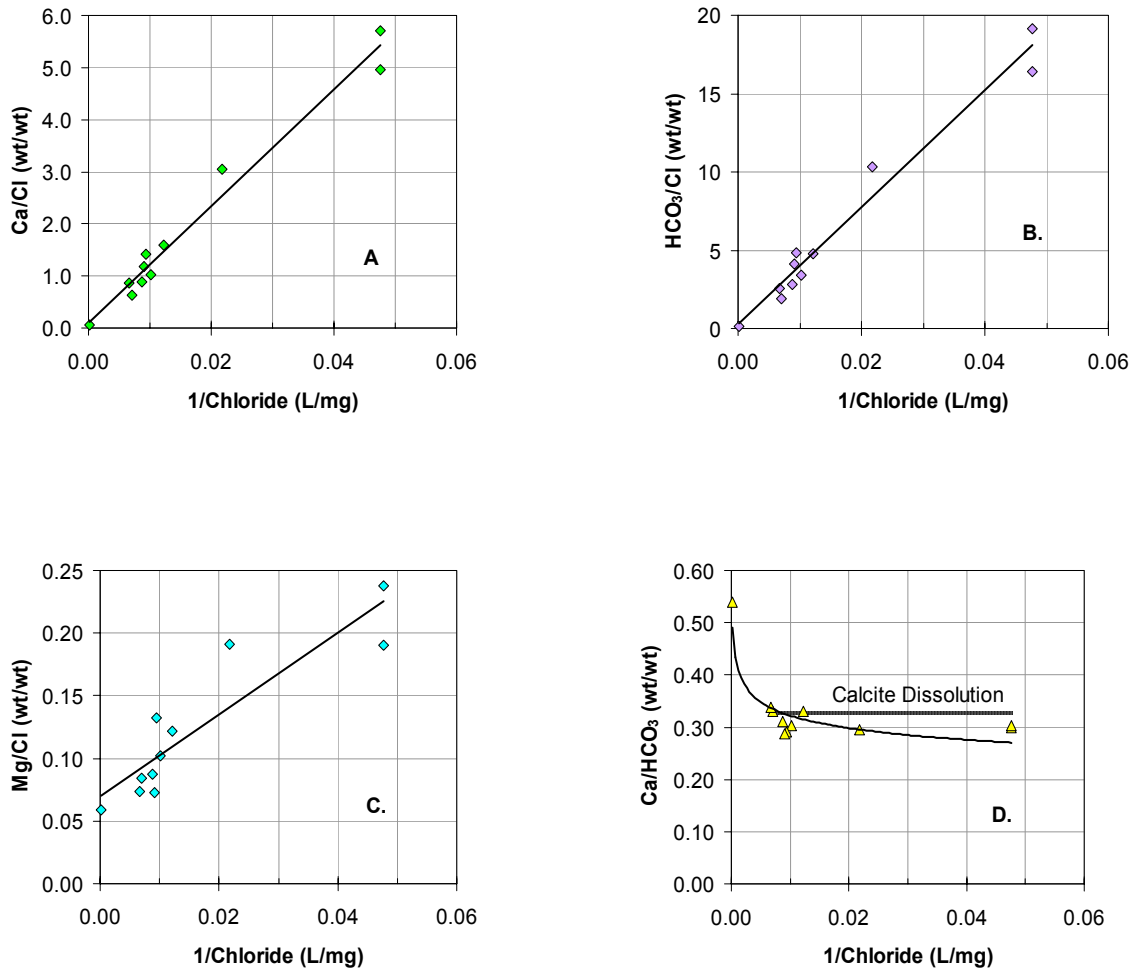 6.0
5.0
4.0
3.0
2.0
1.0
0.0
Ca/Cl (wt/wt)
A
0.00 0.02 0.04 0.06
1/Chloride (L/mg)
20
15
10
5
0
HCO₃/Cl (wt/wt)
B.
0.00 0.02 0.04 0.06
1/Chloride (L/mg)
0.25
0.20
0.15
0.10
0.05
0.00
Mg/Cl (wt/wt)
C.
0.00 0.02 0.04 0.06
1/Chloride (L/mg)
0.60
0.50
0.40
0.30
0.20
0.10
0.00
Ca/HCO₃ (wt/wt)
Calcite Dissolution
D.
0.00 0.02 0.04 0.06
1/Chloride (L/mg)